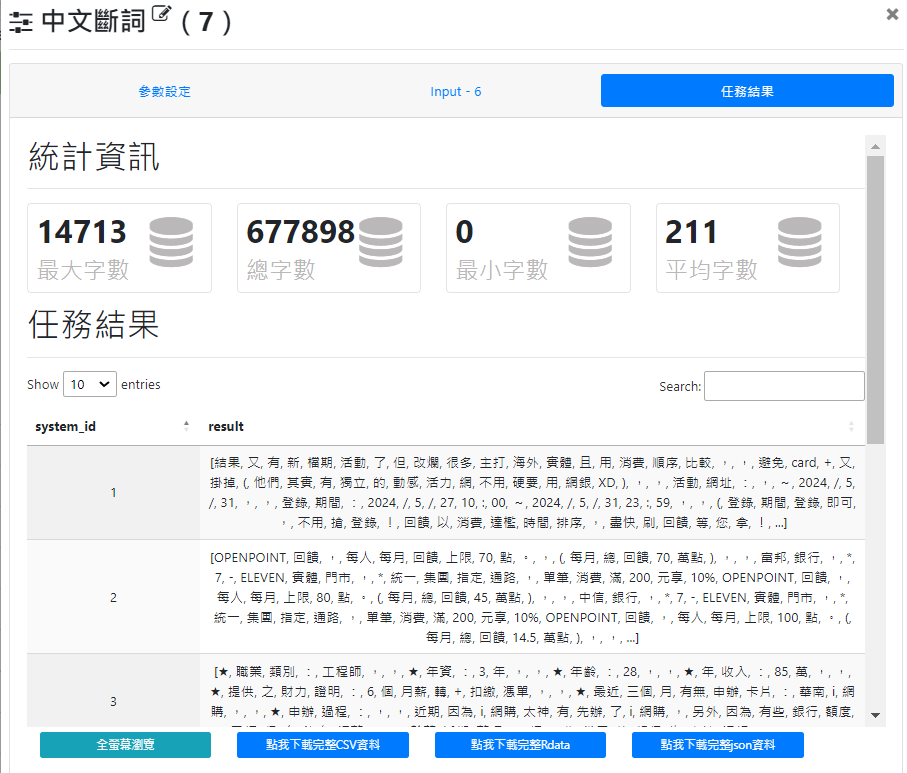 中文斷詞 ( 7 )
參數設定
Input - 6
任務結果
統計資訊
14713
最大字數
677898
總字數
0
最小字數
211
平均字數
任務結果
Show 10 entries
Search:
system_id
result
1
[結果, 又, 有, 新, 檔期, 活動, 了, 但, 改爛, 很多, 主打, 海外, 實體, 且, 用, 消費, 順序, 比較, ，, ，, 避免, card, +, 又,
掛掉, (, 他們, 其實, 有, 獨立, 的, 動感, 活力, 網, 不用, 硬要, 用, 網銀, XD, ), ，, ，, 活動, 網址, ：, ，, ~, 2024, /, 5,
/, 31, ，, ，, 登錄, 期間, ：, 2024, /, 5, /, 27, 10, :, 00, ~, 2024, /, 5, /, 31, 23, :, 59, ，, ，, (, 登錄, 期間, 登錄, 即可,
，, 不用, 搶, 登錄, ！, 回饋, 以, 消費, 達檻, 時間, 排序, ，, 盡快, 刷, 回饋, 等, 您, 拿, ！, ...]
2
[OPENPOINT, 回饋, ，, 每人, 每月, 回饋, 上限, 70, 點, 。, ，, (, 每月, 總, 回饋, 70, 萬點, ), ，, ，, 富邦, 銀行, ，, *,
7, -, ELEVEN, 實體, 門市, ，, *, 統一, 集團, 指定, 通路, ，, 單筆, 消費, 滿, 200, 元享, 10%, OPENPOINT, 回饋, ，,
每人, 每月, 上限, 80, 點, 。, (, 每月, 總, 回饋, 45, 萬點, ), ，, ，, 中信, 銀行, ，, *, 7, -, ELEVEN, 實體, 門市, ，, *,
統一, 集團, 指定, 通路, ，, 單筆, 消費, 滿, 200, 元享, 10%, OPENPOINT, 回饋, ，, 每人, 每月, 上限, 100, 點, 。, (,
每月, 總, 回饋, 14.5, 萬點, ), ，, ，, ...]
3
[★, 職業, 類別, ：, 工程師, ，, ，, ★, 年資, ：, 3, 年, ，, ，, ★, 年齡, ：, 28, ，, ，, ★, 年, 收入, ：, 85, 萬, ，, ，,
★, 提供, 之, 財力, 證明, ：, 6, 個, 月薪, 轉, +, 扣繳, 憑單, ，, ，, ★, 最近, 三個, 月, 有無, 申辦, 卡片, ：, 華南, i, 網
購, ，, ，, ★, 申辦, 過程, ：, ，, ，, 近期, 因為, i, 網購, 太神, 有, 先辦, 了, i, 網購, ，, 另外, 因為, 有些, 銀行, 額度,
全螢幕瀏覽
點我下載完整CSV資料
點我下載完整Rdata
點我下載完整json資料